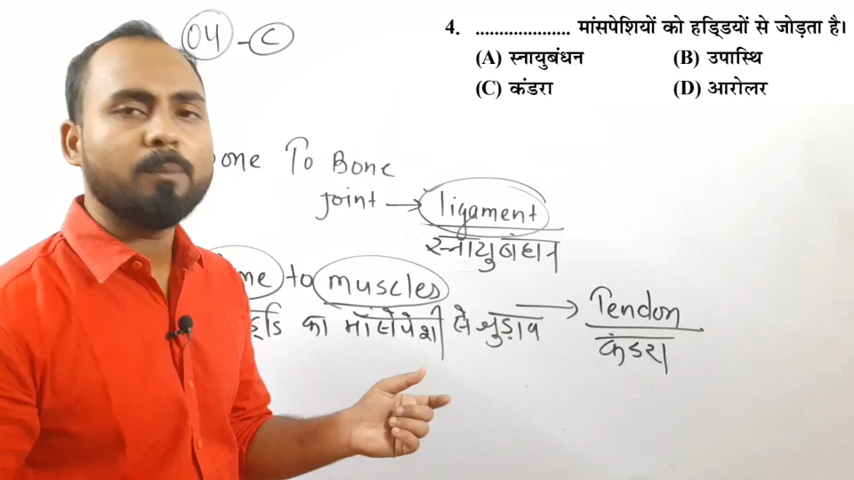 4. ..................... मांसपेशियों को हड्डियों से जोड़ता है।
(A) स्नायुबंधन (B) उपास्थि
(C) कंडरा (D) आरोलर
04 - C
To Bone
joint → ligament
स्नायुबंधन
to muscles
का मांसपेशी से जुड़ाव → Tendon
कंडरा